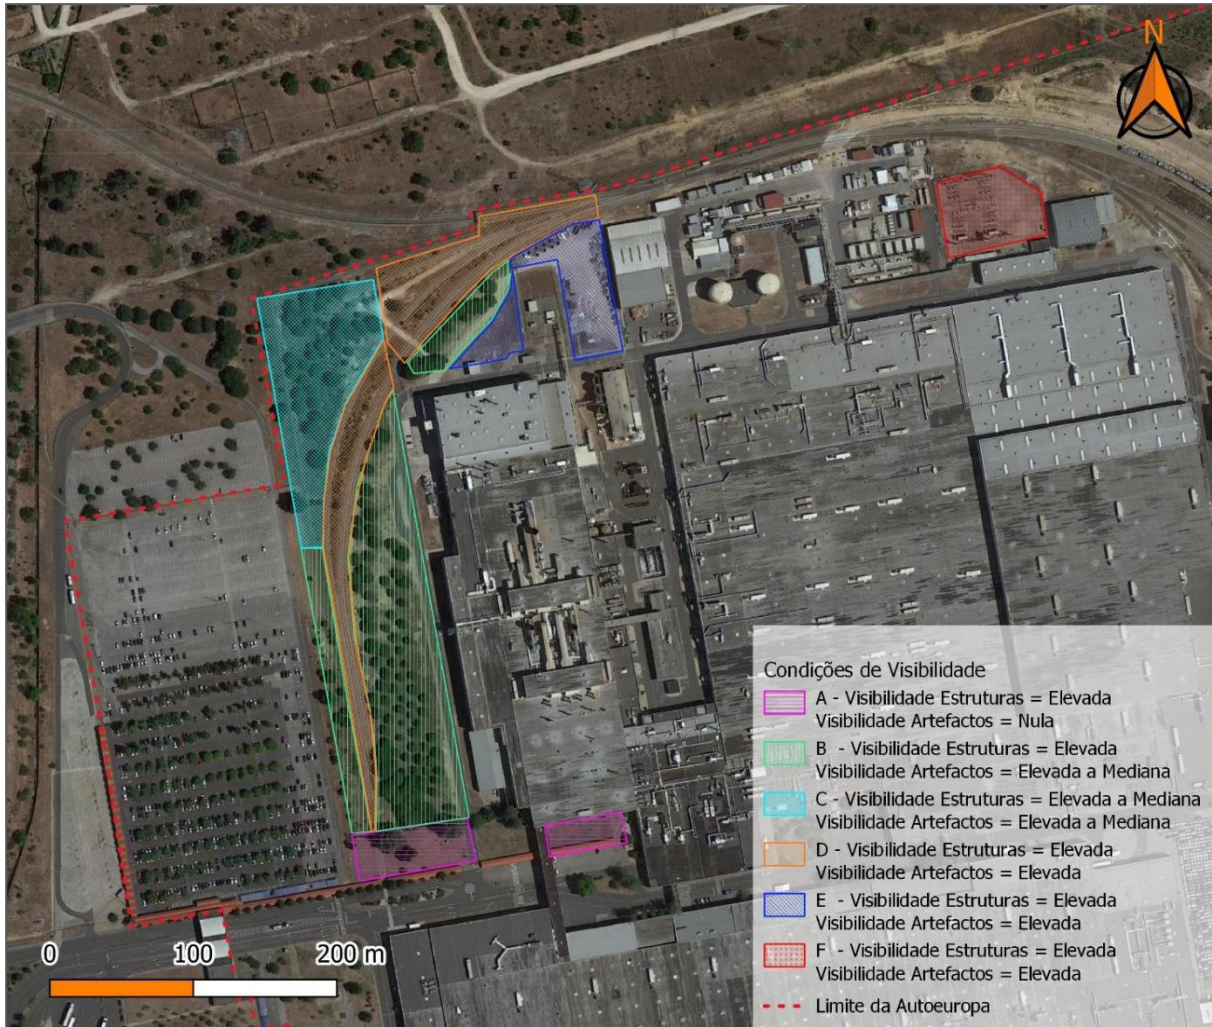 N
Condições de Visibilidade
A - Visibilidade Estruturas = Elevada
Visibilidade Artefactos = Nula
B - Visibilidade Estruturas = Elevada
Visibilidade Artefactos = Elevada a Mediana
C - Visibilidade Estruturas = Elevada a Mediana
Visibilidade Artefactos = Elevada a Mediana
D - Visibilidade Estruturas = Elevada
Visibilidade Artefactos = Elevada
E - Visibilidade Estruturas = Elevada
Visibilidade Artefactos = Elevada
F - Visibilidade Estruturas = Elevada
Visibilidade Artefactos = Elevada
Limite da Autoeuropa
0 100 200 m